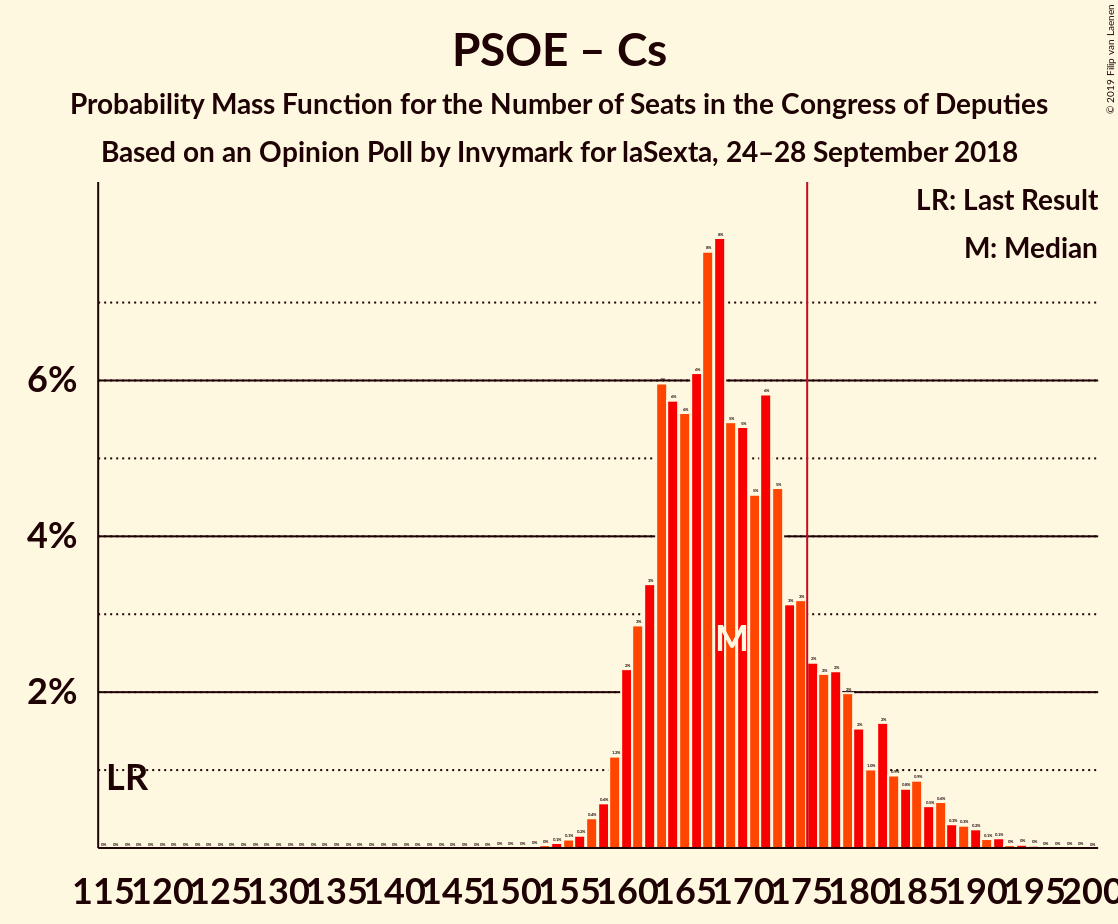 PSOE – Cs
Probability Mass Function for the Number of Seats in the Congress of Deputies
Based on an Opinion Poll by Invymark for laSexta, 24–28 September 2018
© 2019 Filip van Laenen
LR: Last Result
M: Median
6%
4%
2%
LR
M
115 120 125 130 135 140 145 150 155 160 165 170 175 180 185 190 195 200